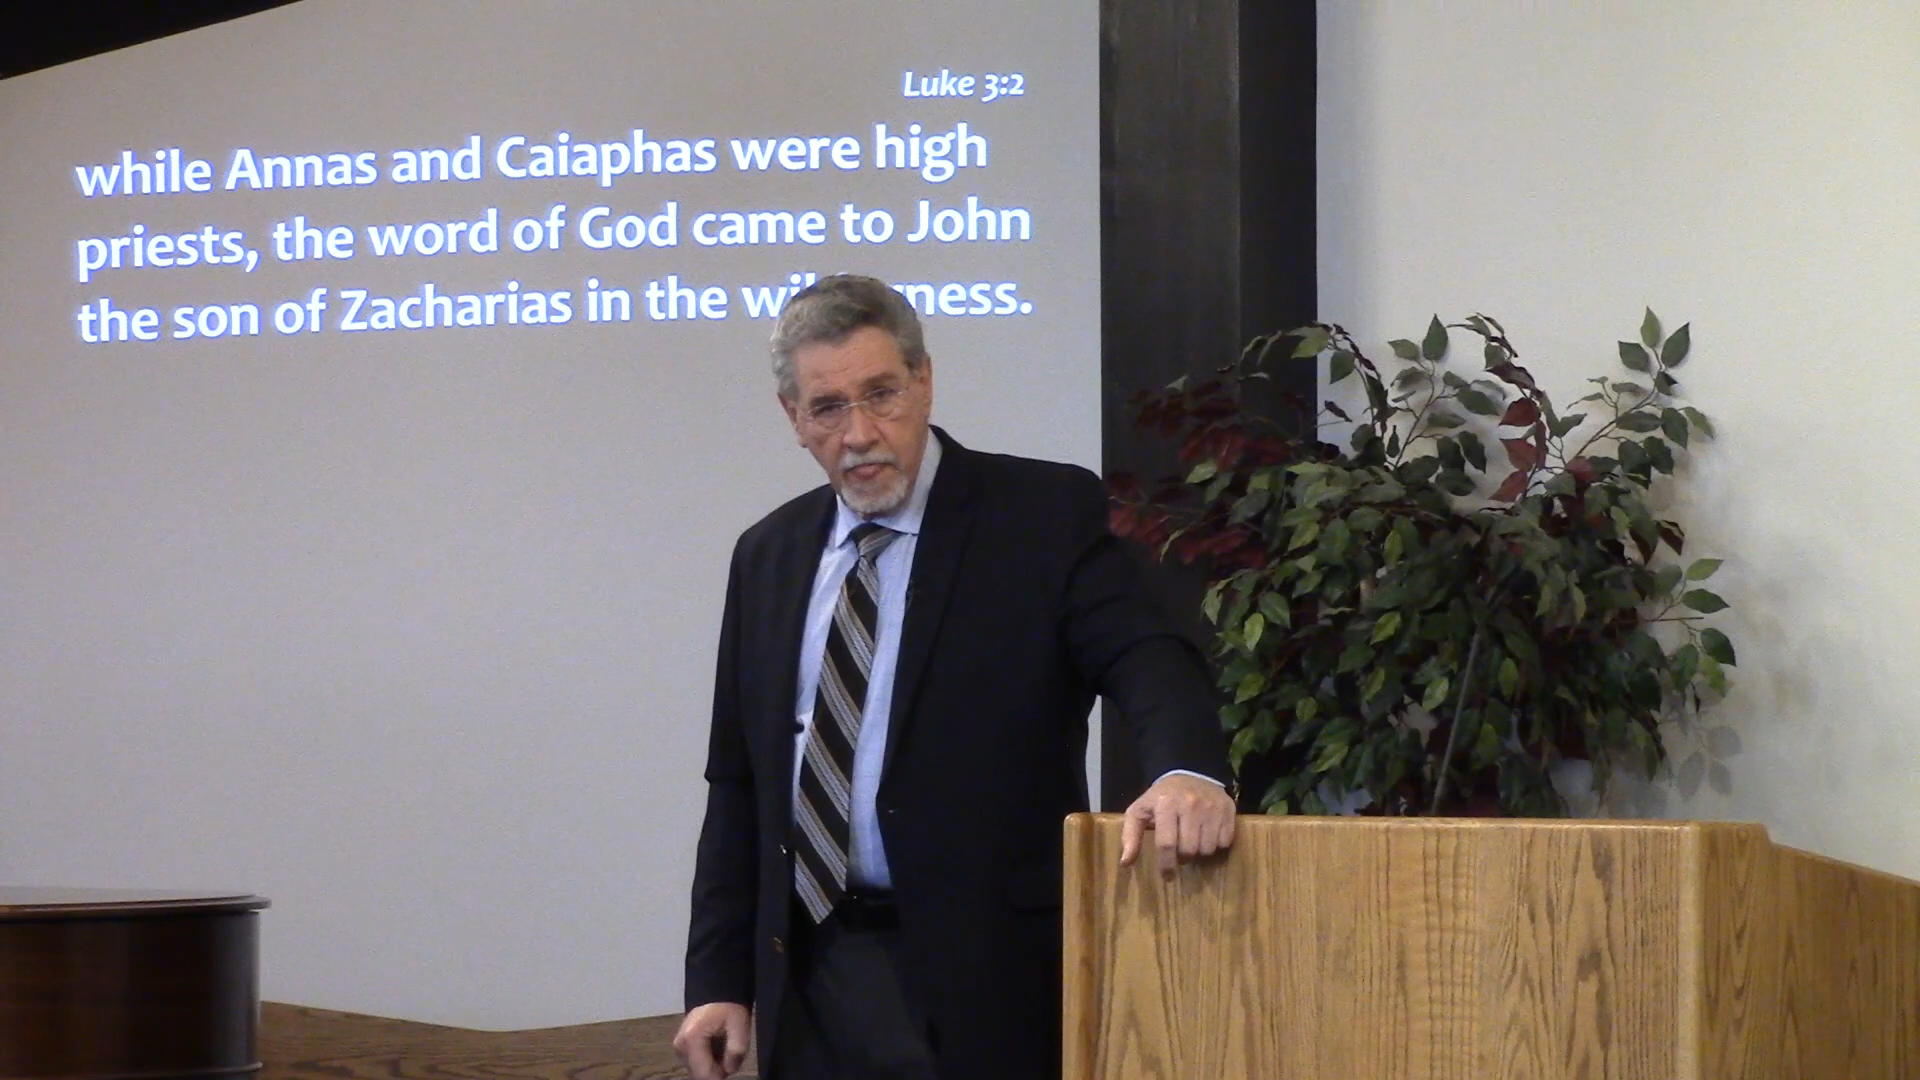 Luke 3:2
while Annas and Caiaphas were high
priests, the word of God came to John
the son of Zacharias in the